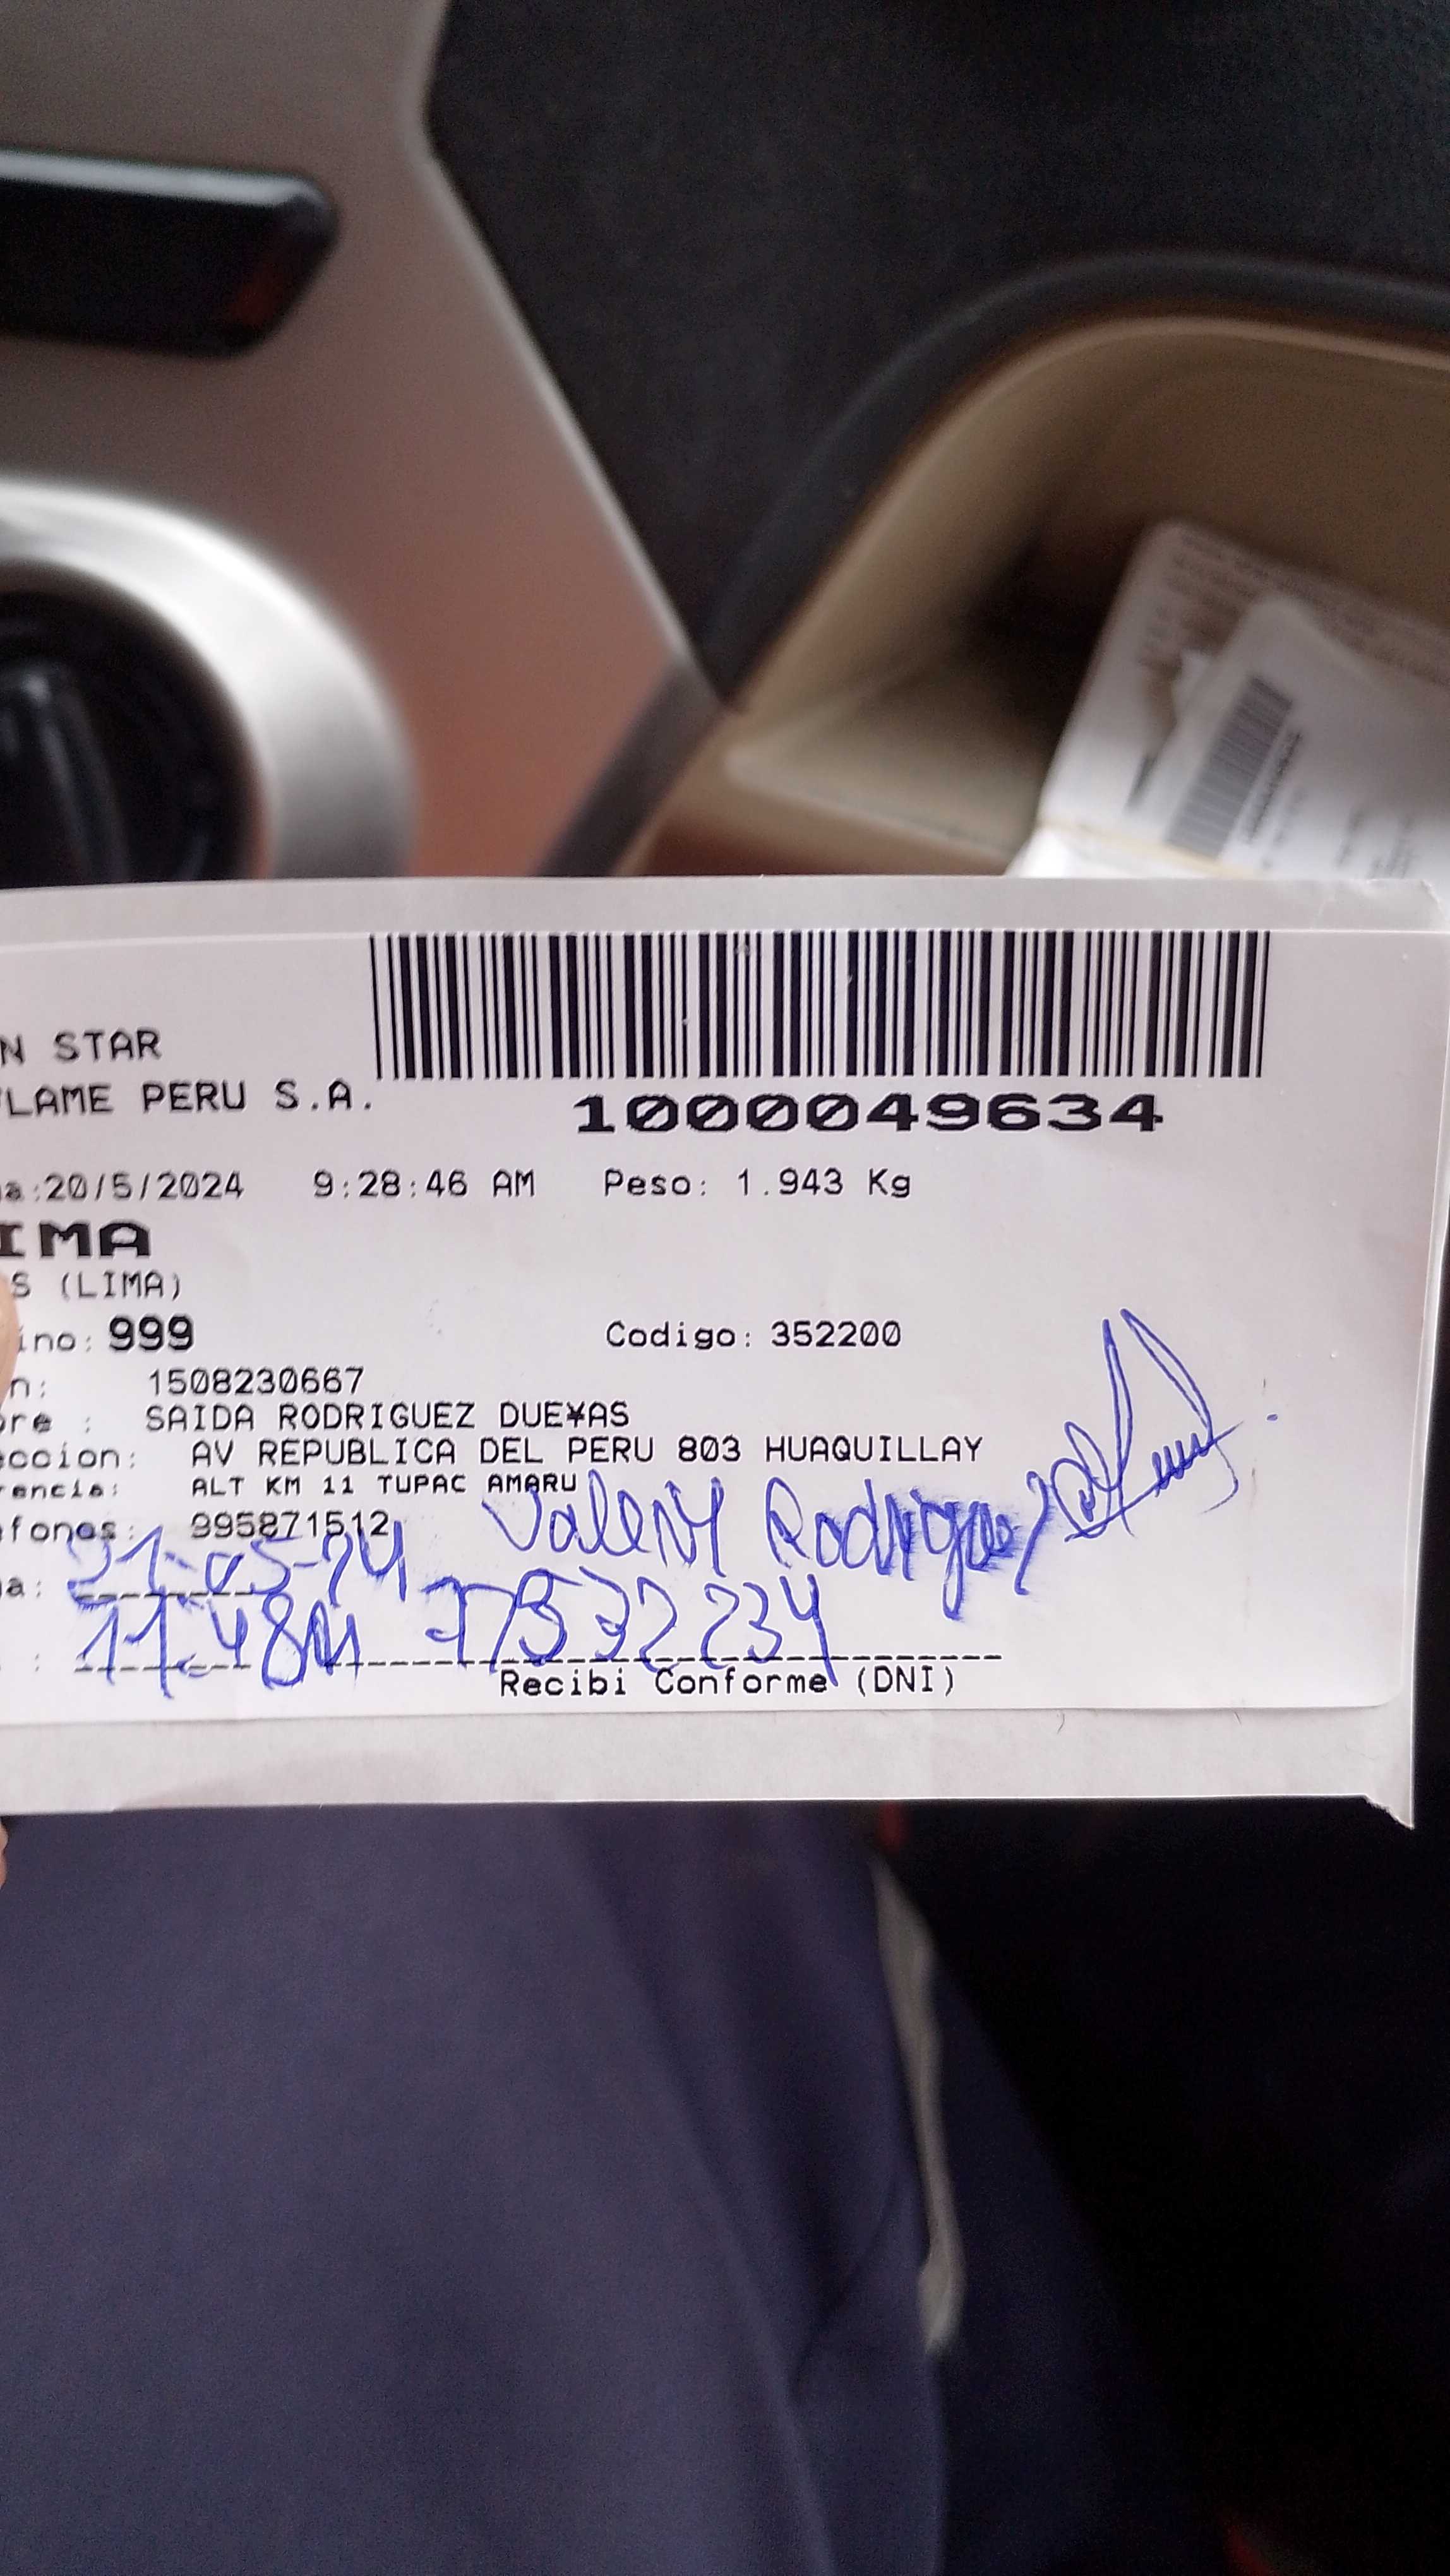 N STAR
LAME PERU S.A.
1000049634
a:20/5/2024 9:28:46 AM Peso: 1.943 Kg
IMA
S (LIMA)
ino: 999 Codigo: 352200
n: 1508230667
re : SAIDA RODRIGUEZ DUE¥AS
ccion: AV REPUBLICA DEL PERU 803 HUAQUILLAY
rencia: ALT KM 11 TUPAC AMARU
fonos: 995871512 Valery Rodriguez
a: 21-05-24
: 11:48
Recibi Conforme (DNI)